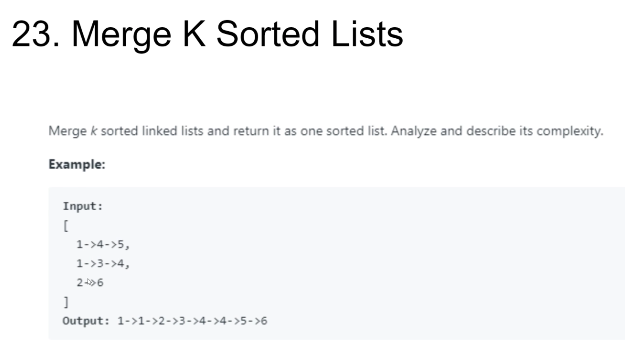 23. Merge K Sorted Lists
Merge k sorted linked lists and return it as one sorted list. Analyze and describe its complexity.
Example:
Input:
[
1->4->5,
1->3->4,
2->6
]
Output: 1->1->2->3->4->4->5->6